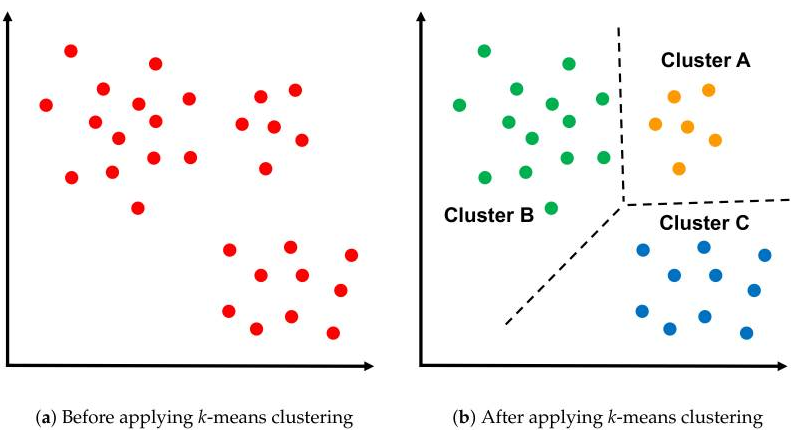 Cluster A
Cluster B
Cluster C
(a) Before applying k-means clustering
(b) After applying k-means clustering